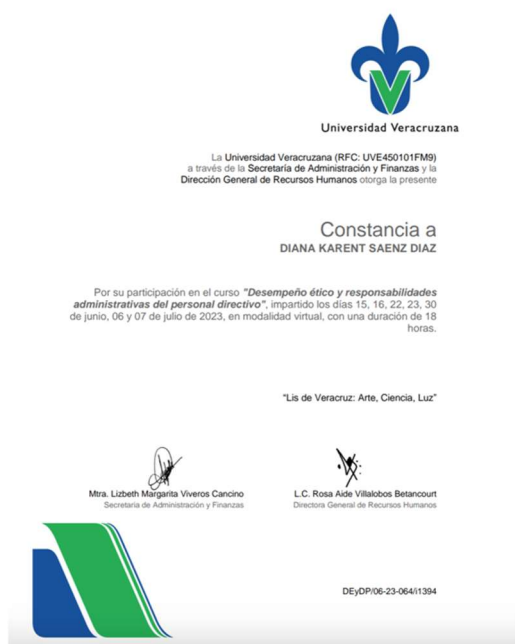 Universidad Veracruzana
La Universidad Veracruzana (RFC: UVE450101FM9)
a través de la Secretaría de Administración y Finanzas y la
Dirección General de Recursos Humanos otorga la presente
Constancia a
DIANA KARENT SAENZ DIAZ
Por su participación en el curso "Desempeño ético y responsabilidades
administrativas del personal directivo", impartido los días 15, 16, 22, 23, 30
de junio, 06 y 07 de julio de 2023, en modalidad virtual, con una duración de 18
horas.
"Lis de Veracruz: Arte, Ciencia, Luz"
Mtra. Lizbeth Margarita Viveros Cancino
Secretaria de Administración y Finanzas
L.C. Rosa Aide Villalobos Betancourt
Directora General de Recursos Humanos
DEyDP/06-23-064/i1394